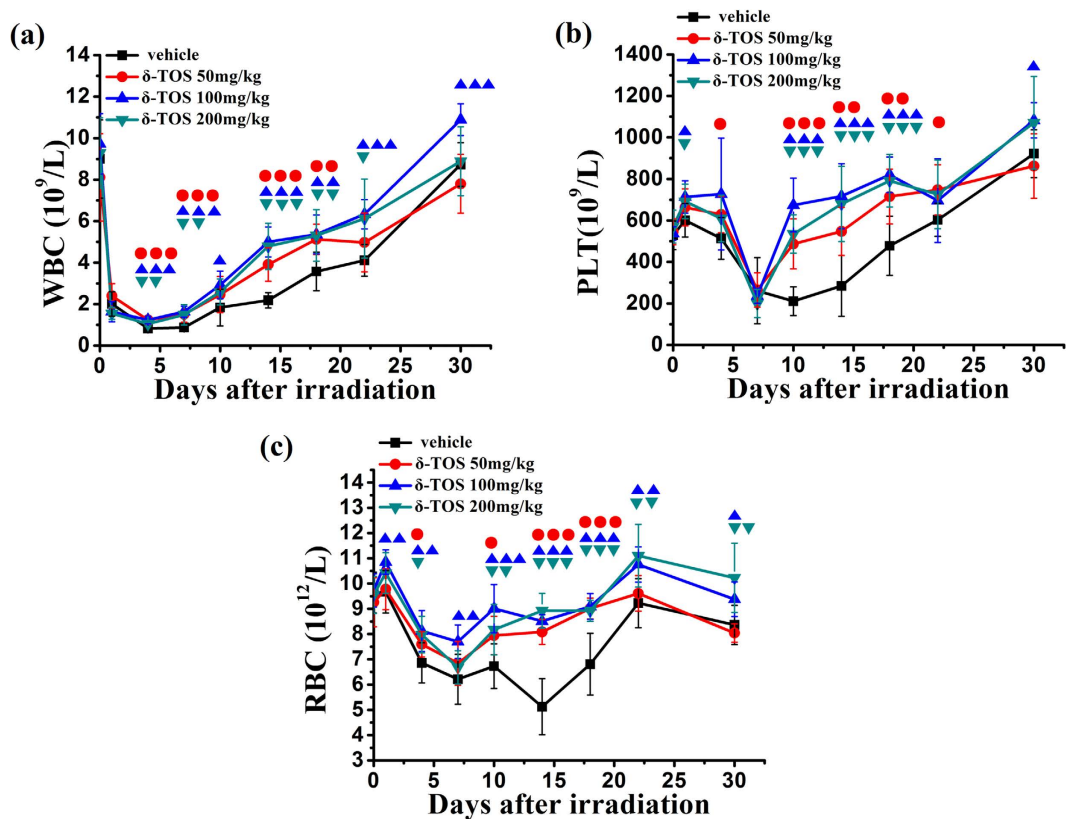 (a)
vehicle
δ-TOS 50mg/kg
δ-TOS 100mg/kg
δ-TOS 200mg/kg
14
12
10
8
6
4
2
0
WBC (10⁹/L)
0 5 10 15 20 25 30
Days after irradiation
(b)
vehicle
δ-TOS 50mg/kg
δ-TOS 100mg/kg
δ-TOS 200mg/kg
1400
1200
1000
800
600
400
200
0
PLT(10⁹/L)
0 5 10 15 20 25 30
Days after irradiation
(c)
vehicle
δ-TOS 50mg/kg
δ-TOS 100mg/kg
δ-TOS 200mg/kg
14
13
12
11
10
9
8
7
6
5
4
3
RBC (10¹²/L)
0 5 10 15 20 25 30
Days after irradiation